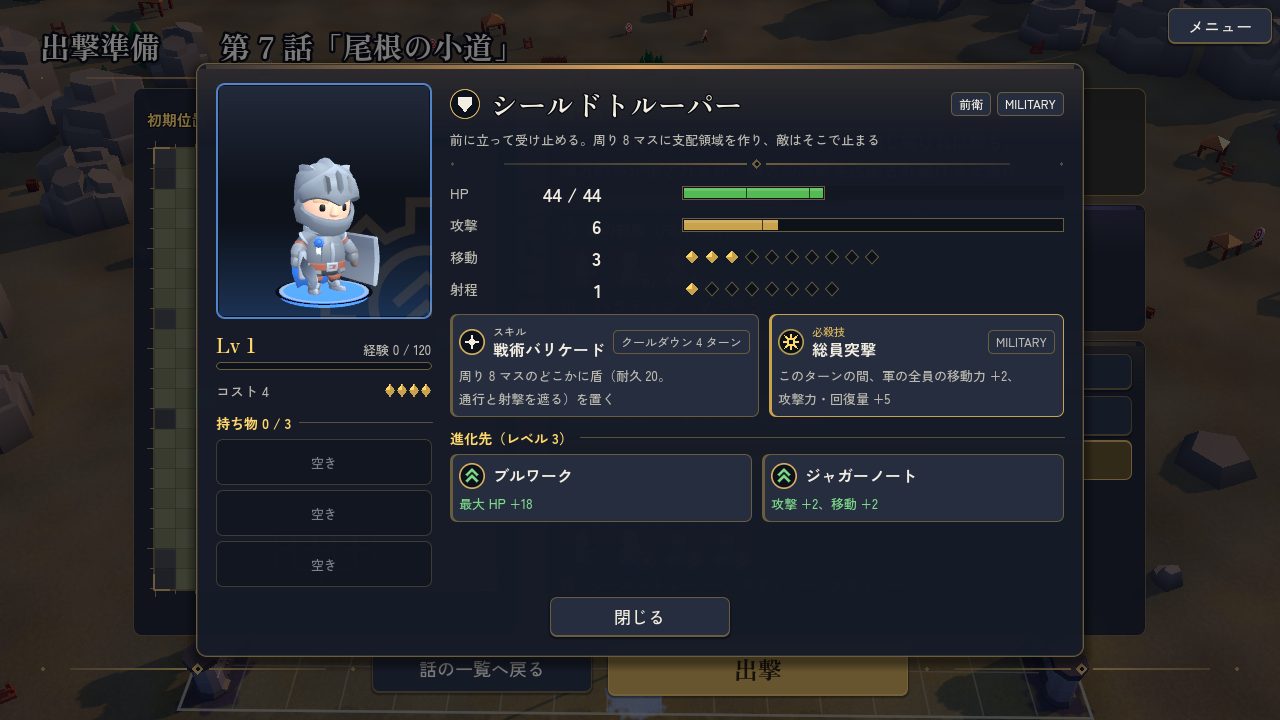 出撃準備
第 7 話「尾根の小道」
メニュー
初期位
シールドトルーパー
前衛
MILITARY
前に立って受け止める。周り 8 マスに支配領域を作り、敵はそこで止まる
HP 44 / 44
攻撃 6
移動 3
射程 1
Lv 1
経験 0 / 120
コスト 4
持ち物 0 / 3
空き
空き
空き
スキル
戦術バリケード
クールダウン 4 ターン
周り 8 マスのどこかに盾（耐久 20。
通行と射撃を遮る）を置く
必殺技
総員突撃
MILITARY
このターンの間、軍の全員の移動力 +2、
攻撃力・回復量 +5
進化先（レベル 3）
ブルワーク
最大 HP +18
ジャガーノート
攻撃 +2、移動 +2
閉じる
話の一覧へ戻る
出撃